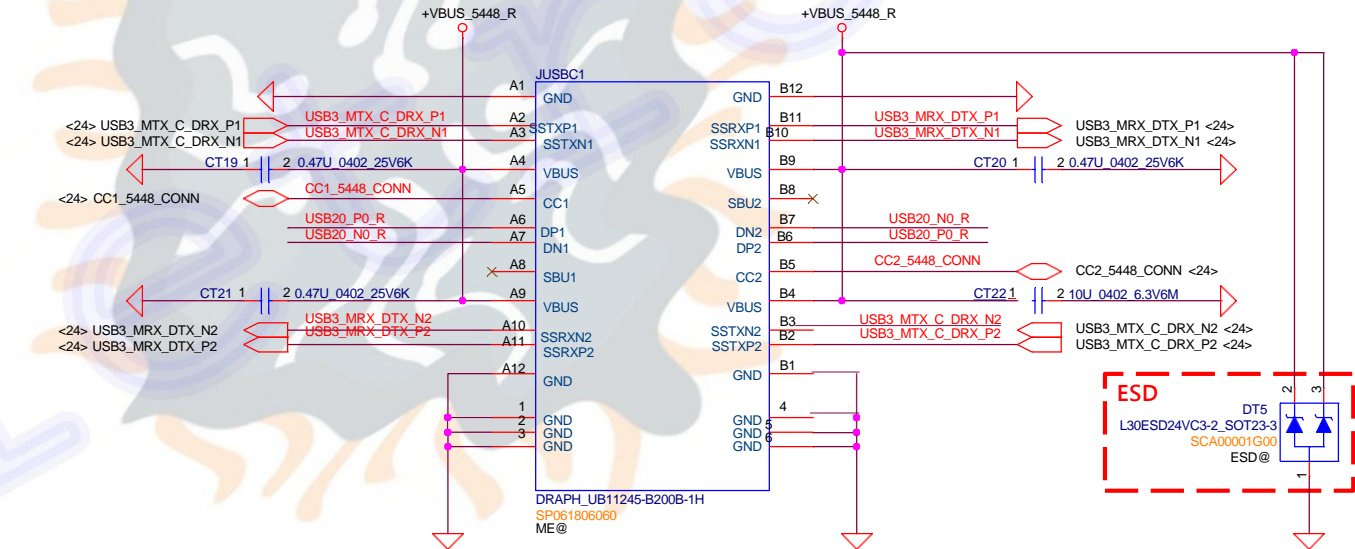 +VBUS_5448_R
+VBUS_5448_R
JUSBC1
A1 GND GND B12
<24> USB3_MTX_C_DRX_P1 USB3_MTX_C_DRX_P1 A2 SSTXP1 SSRXP1 B11 USB3_MRX_DTX_P1 USB3_MRX_DTX_P1 <24>
<24> USB3_MTX_C_DRX_N1 USB3_MTX_C_DRX_N1 A3 SSTXN1 SSRXN1 B10 USB3_MRX_DTX_N1 USB3_MRX_DTX_N1 <24>
CT19 1 2 0.47U_0402_25V6K A4 VBUS VBUS B9 CT20 1 2 0.47U_0402_25V6K
<24> CC1_5448_CONN CC1_5448_CONN A5 CC1 SBU2 B8
USB20_P0_R A6 DP1 DN2 B7 USB20_N0_R
USB20_N0_R A7 DN1 DP2 B6 USB20_P0_R
A8 SBU1 CC2 B5 CC2_5448_CONN CC2_5448_CONN <24>
CT21 1 2 0.47U_0402_25V6K A9 VBUS VBUS B4 CT22 1 2 10U_0402_6.3V6M
<24> USB3_MRX_DTX_N2 USB3_MRX_DTX_N2 A10 SSRXN2 SSTXN2 B3 USB3_MTX_C_DRX_N2 USB3_MTX_C_DRX_N2 <24>
<24> USB3_MRX_DTX_P2 USB3_MRX_DTX_P2 A11 SSRXP2 SSTXP2 B2 USB3_MTX_C_DRX_P2 USB3_MTX_C_DRX_P2 <24>
A12 GND GND B1
1 GND GND 4
2 GND GND 5
3 GND GND 6
DRAPH_UB11245-B200B-1H
SP061806060
ME@
ESD
2 3
DT5
L30ESD24VC3-2_SOT23-3
SCA00001G00
ESD@
1